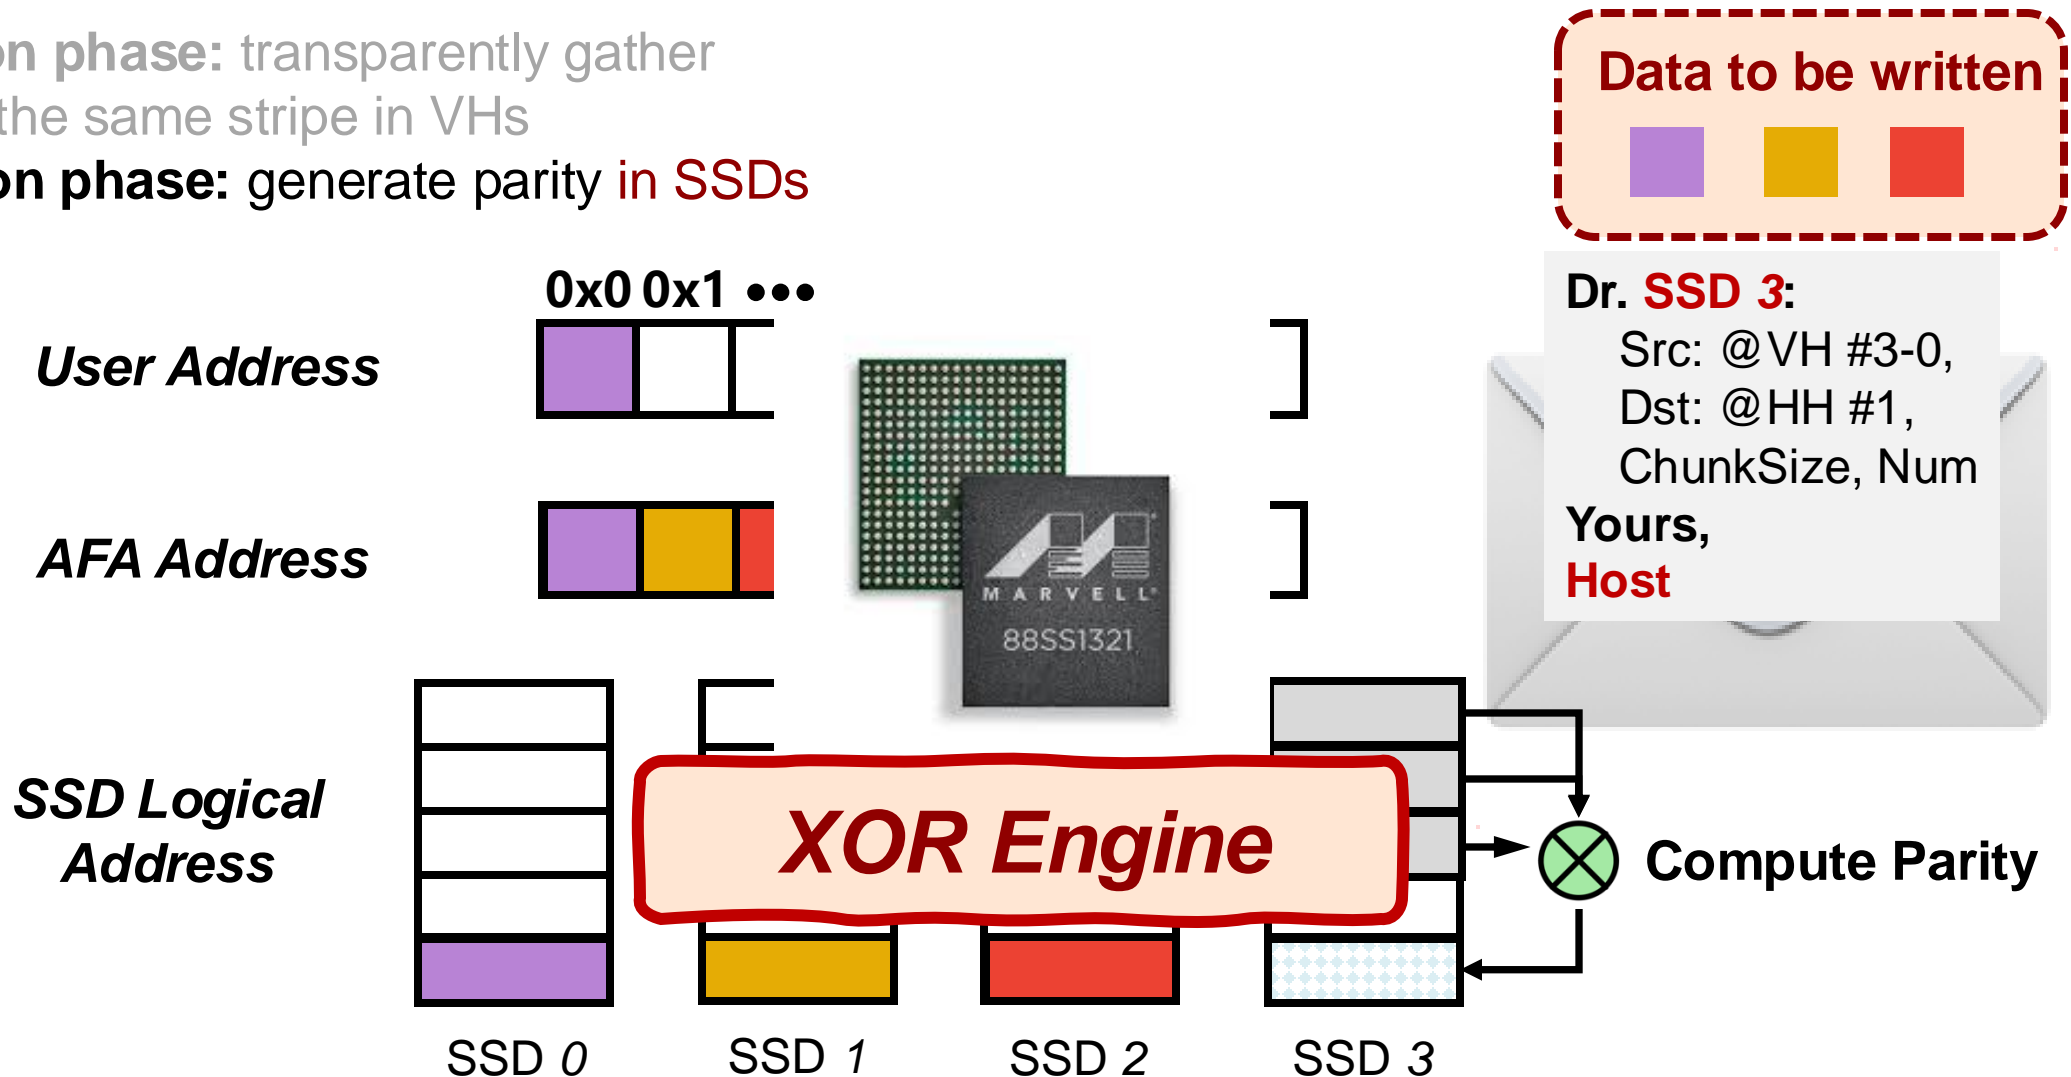 on phase: transparently gather
the same stripe in VHs
on phase: generate parity in SSDs
Data to be written
0x0 0x1 •••
User Address
AFA Address
SSD Logical
Address
MARVELL
88SS1321
XOR Engine
Dr. SSD 3:
Src: @VH #3-0,
Dst: @HH #1,
ChunkSize, Num
Yours,
Host
Compute Parity
SSD 0
SSD 1
SSD 2
SSD 3